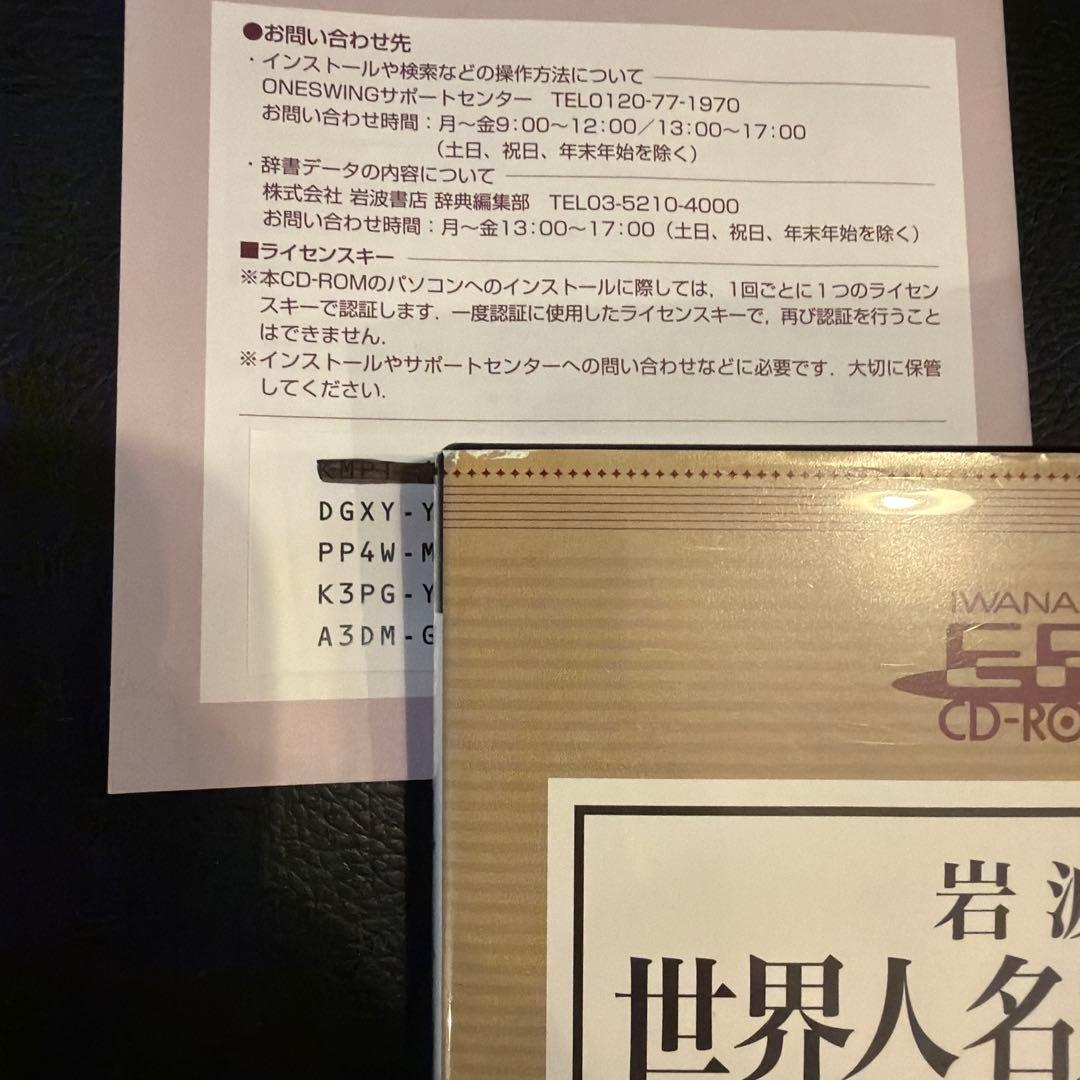 ●お問い合わせ先
・インストールや検索などの操作方法について
ONESWINGサポートセンター　TEL0120-77-1970
お問い合わせ時間：月～金9：00～12：00／13：00～17：00
（土日、祝日、年末年始を除く）
・辞書データの内容について
株式会社 岩波書店 辞典編集部　TEL03-5210-4000
お問い合わせ時間：月～金13：00～17：00（土日、祝日、年末年始を除く）
■ライセンスキー
※本CD-ROMのパソコンへのインストールに際しては，1回ごとに1つのライセン
スキーで認証します．一度認証に使用したライセンスキーで，再び認証を行うこと
はできません．
※インストールやサポートセンターへの問い合わせなどに必要です．大切に保管
してください．
DGXY-Y
PP4W-M
K3PG-Y
A3DM-G
IWANA
CD-RO
岩波
世界人名